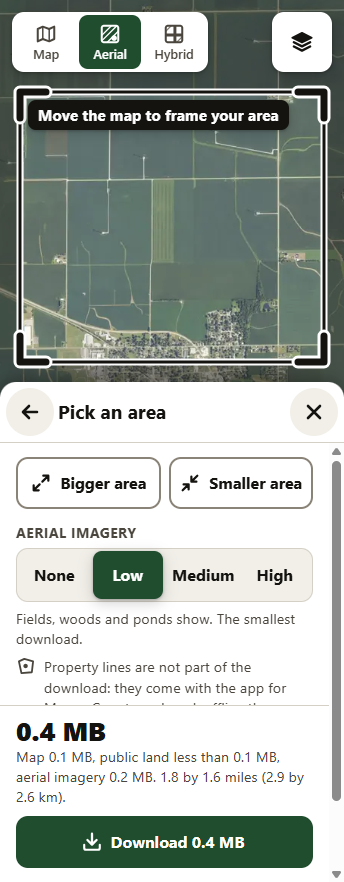 Map
Aerial
Hybrid
Move the map to frame your area
Pick an area
Bigger area
Smaller area
AERIAL IMAGERY
None
Low
Medium
High
Fields, woods and ponds show. The smallest
download.
Property lines are not part of the
download: they come with the app for
0.4 MB
Map 0.1 MB, public land less than 0.1 MB,
aerial imagery 0.2 MB. 1.8 by 1.6 miles (2.9 by
2.6 km).
Download 0.4 MB